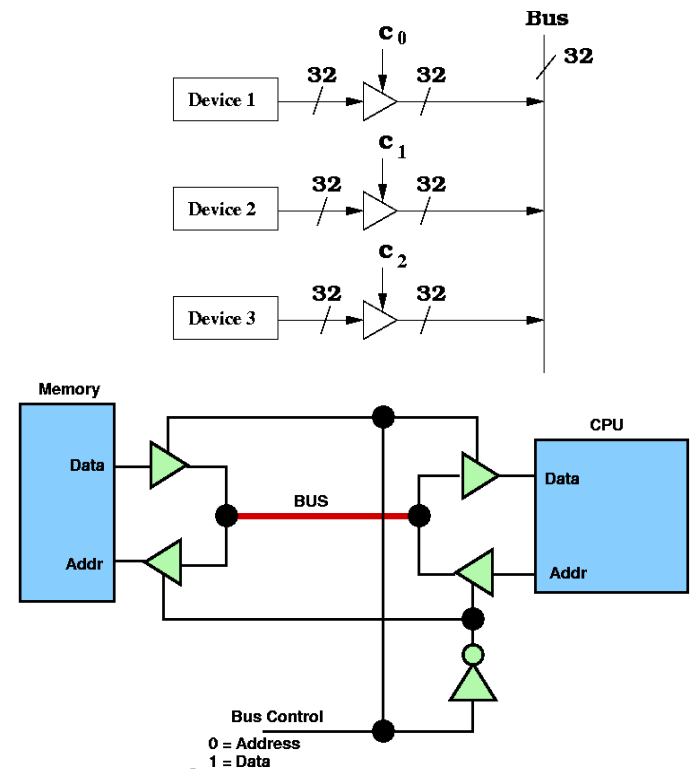 Bus
c0
32
32
32
Device 1
c1
32
32
Device 2
c2
32
32
Device 3
Memory
CPU
Data
Data
BUS
Addr
Addr
Bus Control
0 = Address
1 = Data